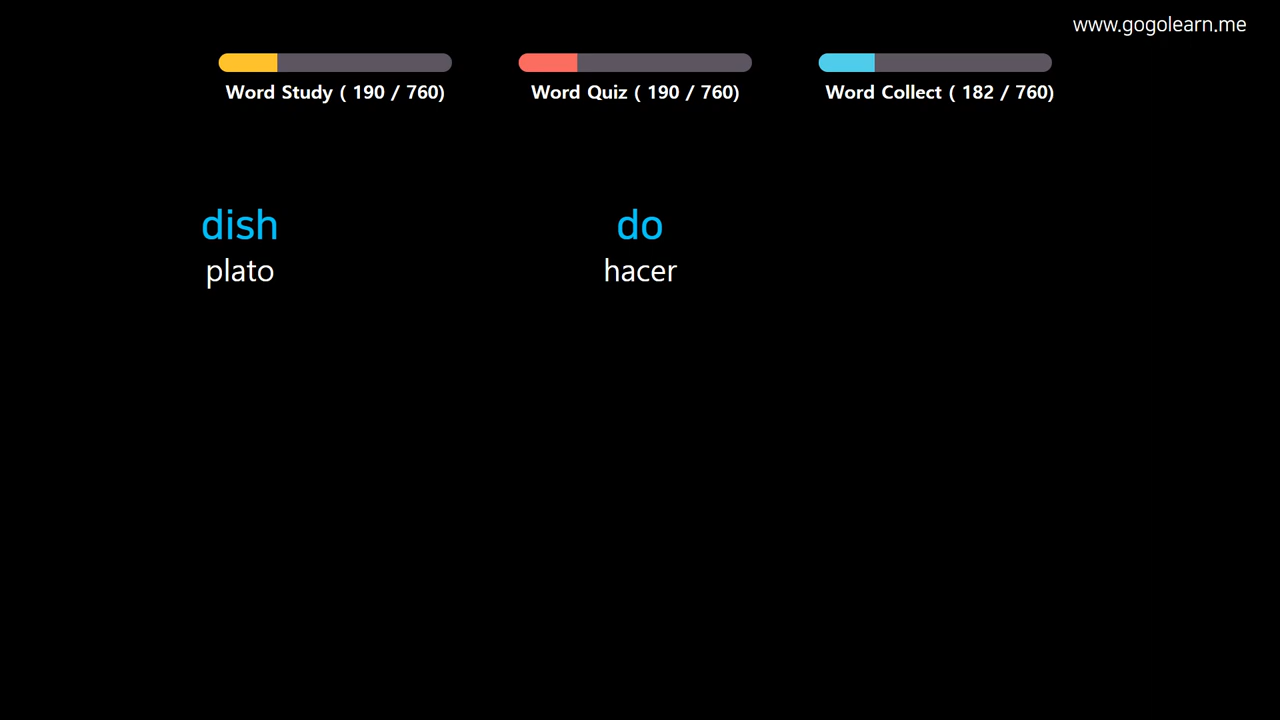 www.gogolearn.me
Word Study ( 190 / 760)
Word Quiz ( 190 / 760)
Word Collect ( 182 / 760)
dish
plato
do
hacer